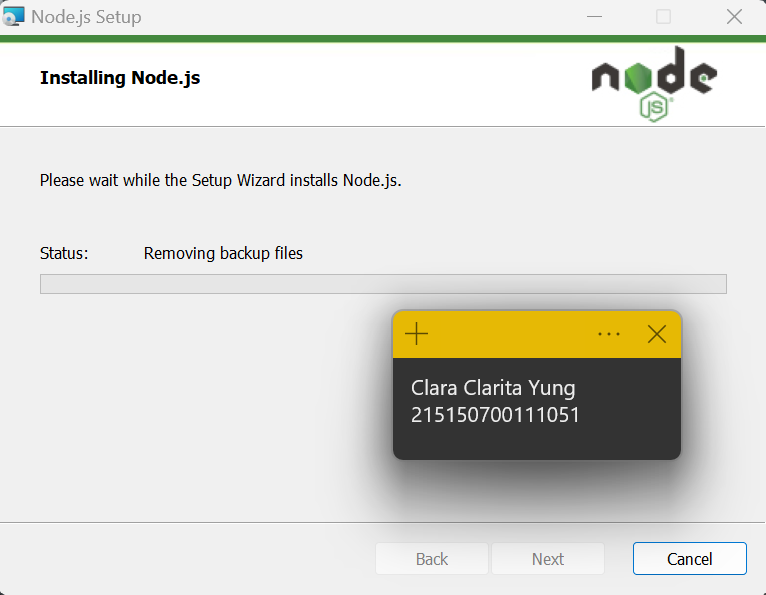 Node.js Setup
Installing Node.js
node
JS
Please wait while the Setup Wizard installs Node.js.
Status: Removing backup files
Clara Clarita Yung
215150700111051
Back Next Cancel